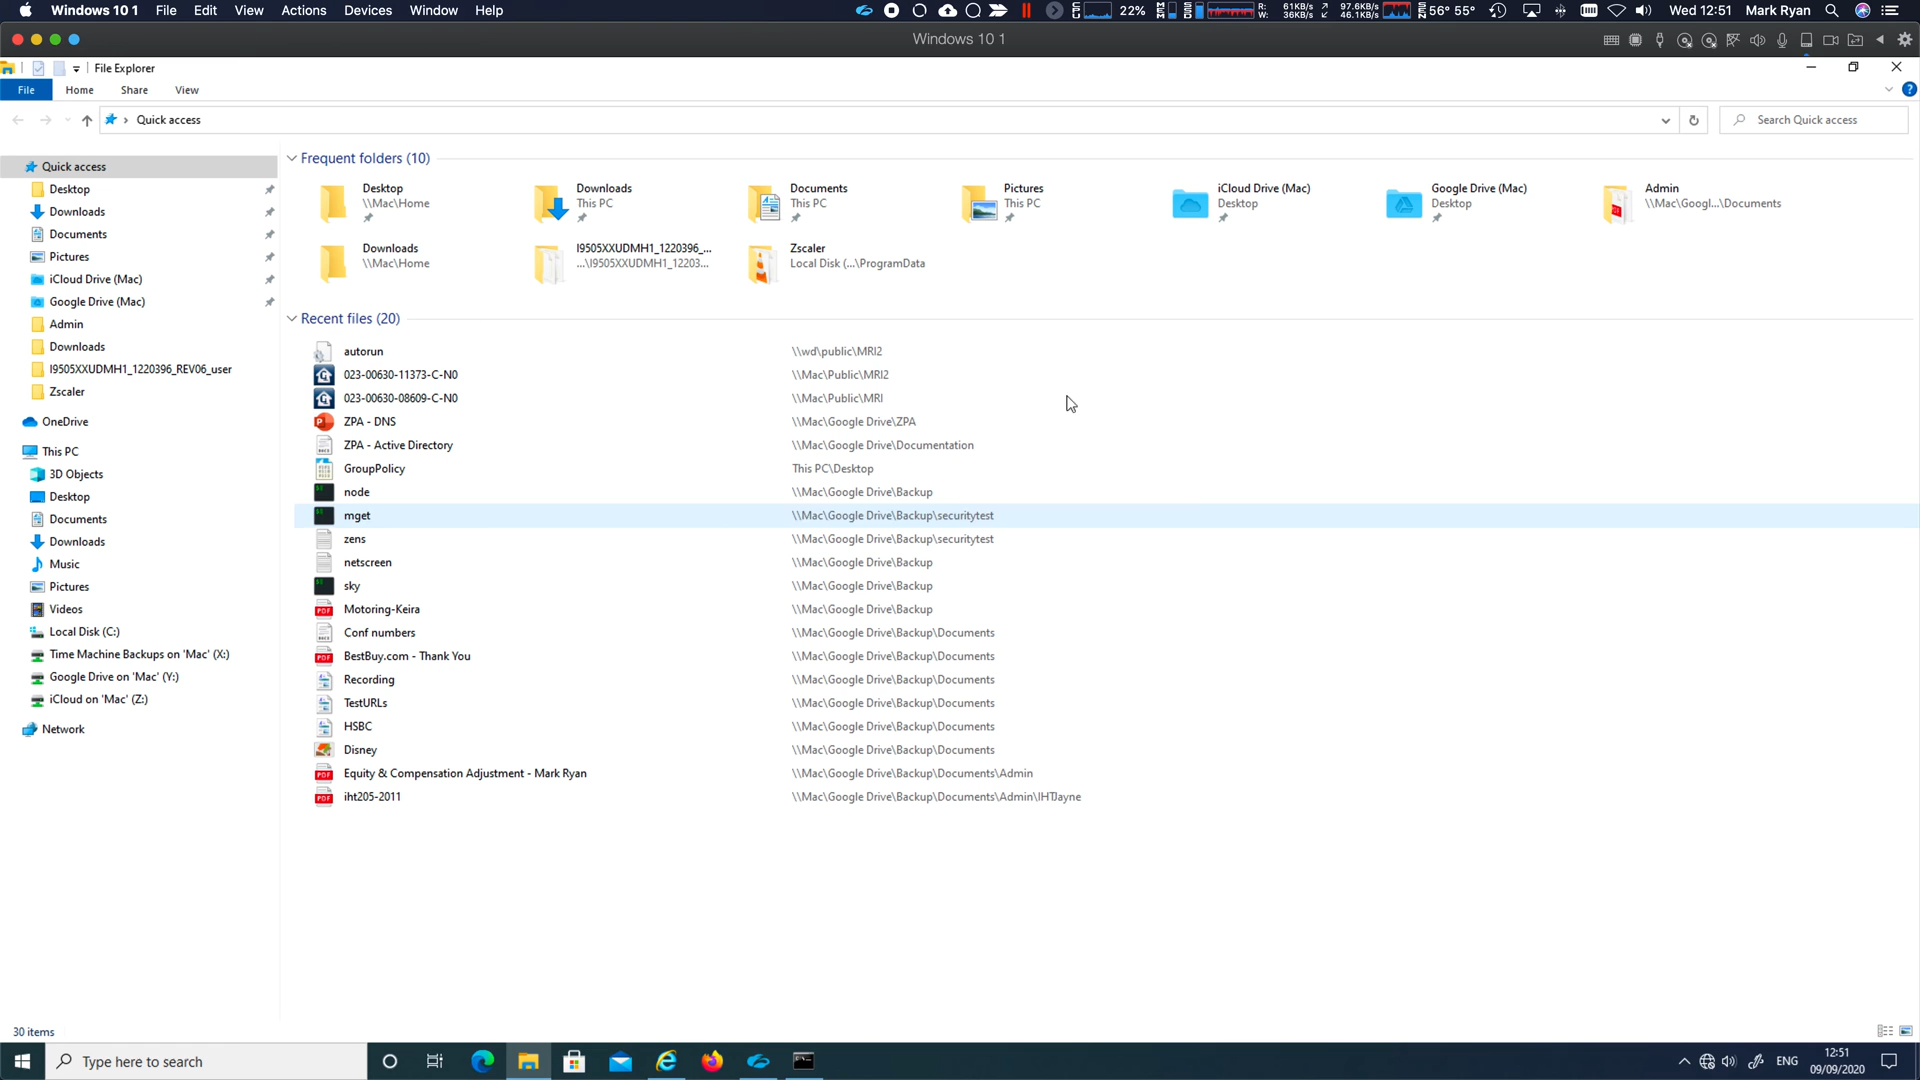 Windows 10 1 File Edit View Actions Devices Window Help 22% R: 61KB/s W: 36KB/s 97.6KB/s 46.1KB/s 56° 55° Wed 12:51 Mark Ryan
Windows 10 1
File Explorer
File Home Share View
Quick access Search Quick access
Quick access
Desktop
Downloads
Documents
Pictures
iCloud Drive (Mac)
Google Drive (Mac)
Admin
Downloads
I9505XXUDMH1_1220396_REV06_user
Zscaler
OneDrive
This PC
3D Objects
Desktop
Documents
Downloads
Music
Pictures
Videos
Local Disk (C:)
Time Machine Backups on 'Mac' (X:)
Google Drive on 'Mac' (Y:)
iCloud on 'Mac' (Z:)
Network
Frequent folders (10)
Desktop
\\Mac\Home
Downloads
This PC
Documents
This PC
Pictures
This PC
iCloud Drive (Mac)
Desktop
Google Drive (Mac)
Desktop
Admin
\\Mac\Googl...\Documents
Downloads
\\Mac\Home
I9505XXUDMH1_1220396_...
...\I9505XXUDMH1_12203...
Zscaler
Local Disk (...\ProgramData
Recent files (20)
autorun \\wd\public\MRI2
023-00630-11373-C-N0 \\Mac\Public\MRI2
023-00630-08609-C-N0 \\Mac\Public\MRI
ZPA - DNS \\Mac\Google Drive\ZPA
ZPA - Active Directory \\Mac\Google Drive\Documentation
GroupPolicy This PC\Desktop
node \\Mac\Google Drive\Backup
mget \\Mac\Google Drive\Backup\securitytest
zens \\Mac\Google Drive\Backup\securitytest
netscreen \\Mac\Google Drive\Backup
sky \\Mac\Google Drive\Backup
Motoring-Keira \\Mac\Google Drive\Backup
Conf numbers \\Mac\Google Drive\Backup\Documents
BestBuy.com - Thank You \\Mac\Google Drive\Backup\Documents
Recording \\Mac\Google Drive\Backup\Documents
TestURLs \\Mac\Google Drive\Backup\Documents
HSBC \\Mac\Google Drive\Backup\Documents
Disney \\Mac\Google Drive\Backup\Documents
Equity & Compensation Adjustment - Mark Ryan \\Mac\Google Drive\Backup\Documents\Admin
iht205-2011 \\Mac\Google Drive\Backup\Documents\Admin\IHTJayne
30 items
Type here to search ENG 12:51
09/09/2020